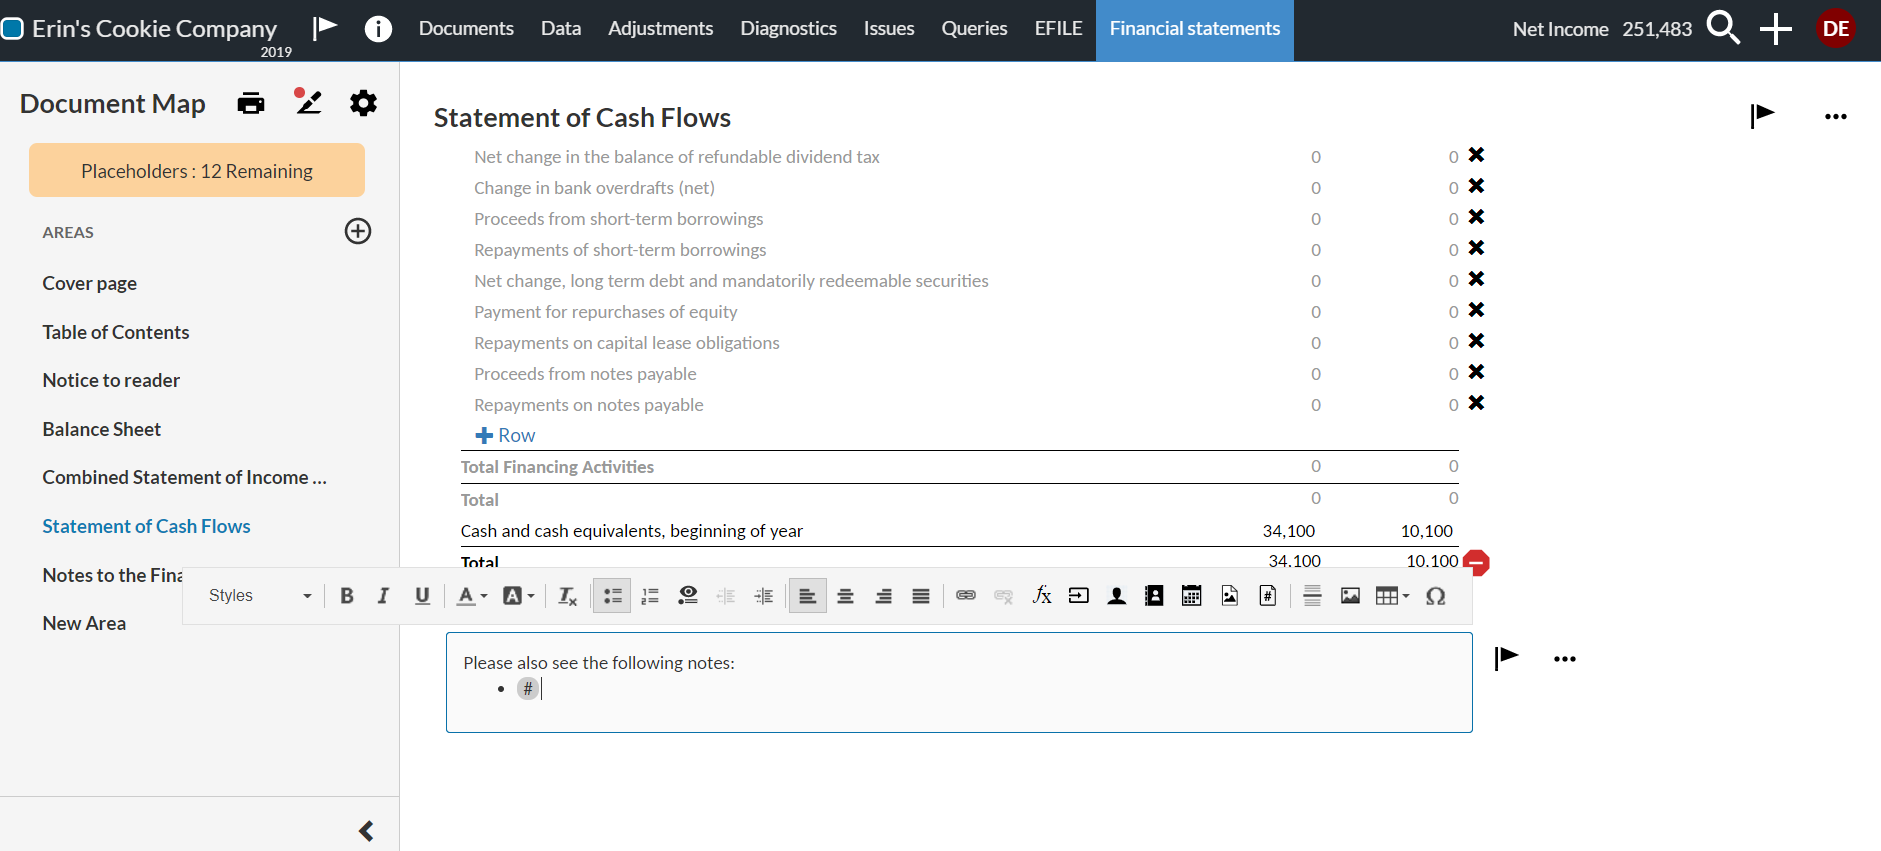 Erin's Cookie Company
2019
Documents Data Adjustments Diagnostics Issues Queries EFILE Financial statements
Net Income 251,483 DE
Document Map
Placeholders : 12 Remaining
AREAS
Cover page
Table of Contents
Notice to reader
Balance Sheet
Combined Statement of Income ...
Statement of Cash Flows
Notes to the Fina
New Area
Statement of Cash Flows
Net change in the balance of refundable dividend tax 0 0
Change in bank overdrafts (net) 0 0
Proceeds from short-term borrowings 0 0
Repayments of short-term borrowings 0 0
Net change, long term debt and mandatorily redeemable securities 0 0
Payment for repurchases of equity 0 0
Repayments on capital lease obligations 0 0
Proceeds from notes payable 0 0
Repayments on notes payable 0 0
Row
Total Financing Activities 0 0
Total 0 0
Cash and cash equivalents, beginning of year 34,100 10,100
Total 34,100 10,100
Styles B I U A A Tx fx # Ω
Please also see the following notes:
• #